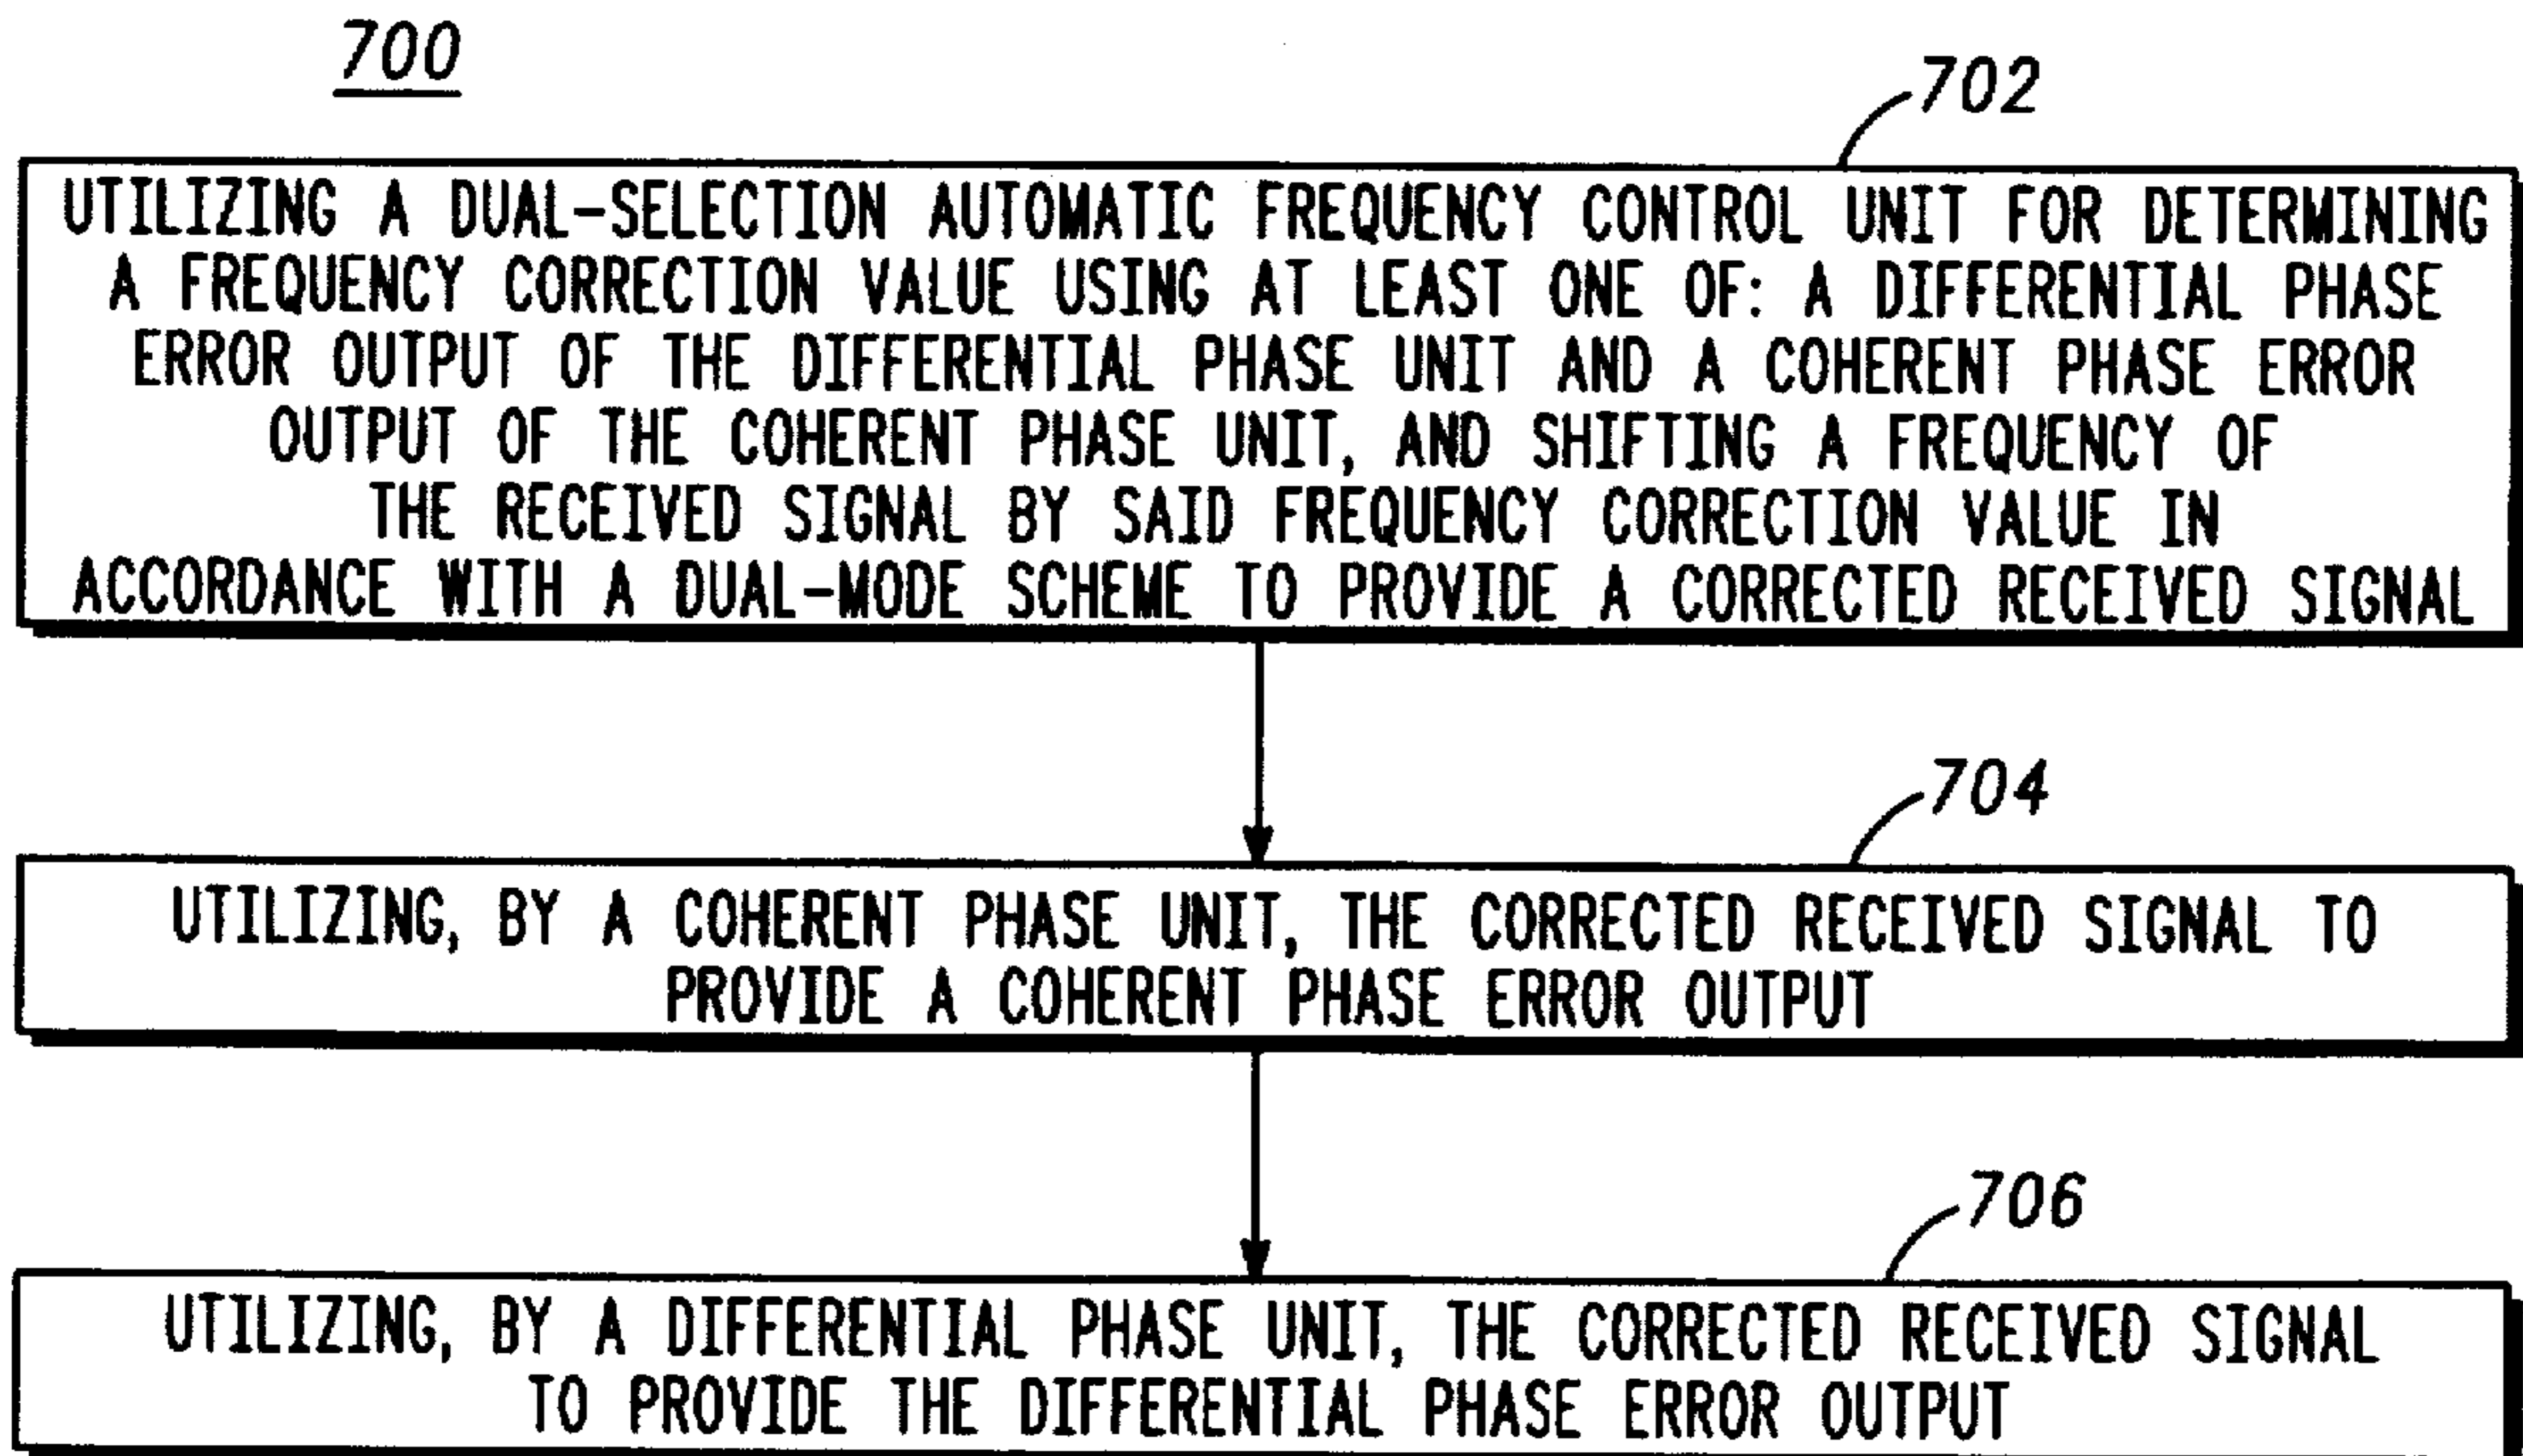 700
702
UTILIZING A DUAL-SELECTION AUTOMATIC FREQUENCY CONTROL UNIT FOR DETERMINING
A FREQUENCY CORRECTION VALUE USING AT LEAST ONE OF: A DIFFERENTIAL PHASE
ERROR OUTPUT OF THE DIFFERENTIAL PHASE UNIT AND A COHERENT PHASE ERROR
OUTPUT OF THE COHERENT PHASE UNIT, AND SHIFTING A FREQUENCY OF
THE RECEIVED SIGNAL BY SAID FREQUENCY CORRECTION VALUE IN
ACCORDANCE WITH A DUAL-MODE SCHEME TO PROVIDE A CORRECTED RECEIVED SIGNAL
704
UTILIZING, BY A COHERENT PHASE UNIT, THE CORRECTED RECEIVED SIGNAL TO
PROVIDE A COHERENT PHASE ERROR OUTPUT
706
UTILIZING, BY A DIFFERENTIAL PHASE UNIT, THE CORRECTED RECEIVED SIGNAL
TO PROVIDE THE DIFFERENTIAL PHASE ERROR OUTPUT